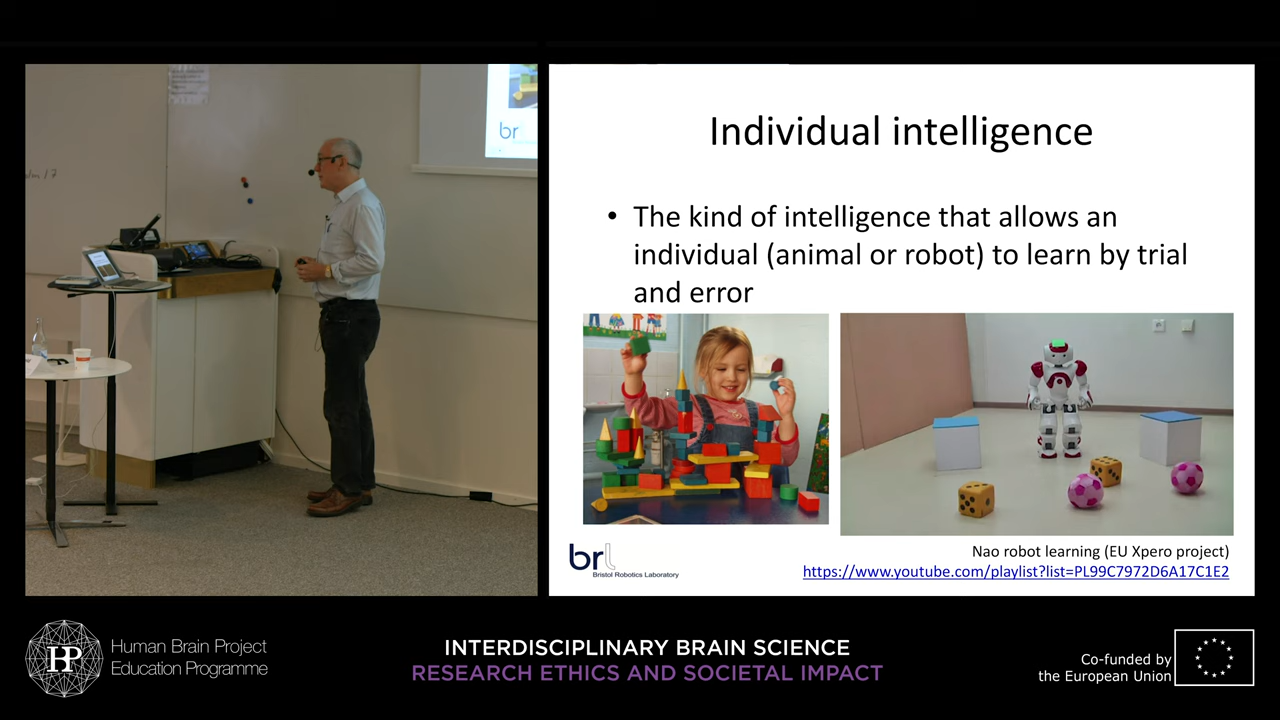 br
Individual intelligence
• The kind of intelligence that allows an
individual (animal or robot) to learn by trial
and error
brl
Bristol Robotics Laboratory
Nao robot learning (EU Xpero project)
https://www.youtube.com/playlist?list=PL99C7972D6A17C1E2
HP
Human Brain Project
Education Programme
INTERDISCIPLINARY BRAIN SCIENCE
RESEARCH ETHICS AND SOCIETAL IMPACT
Co-funded by
the European Union